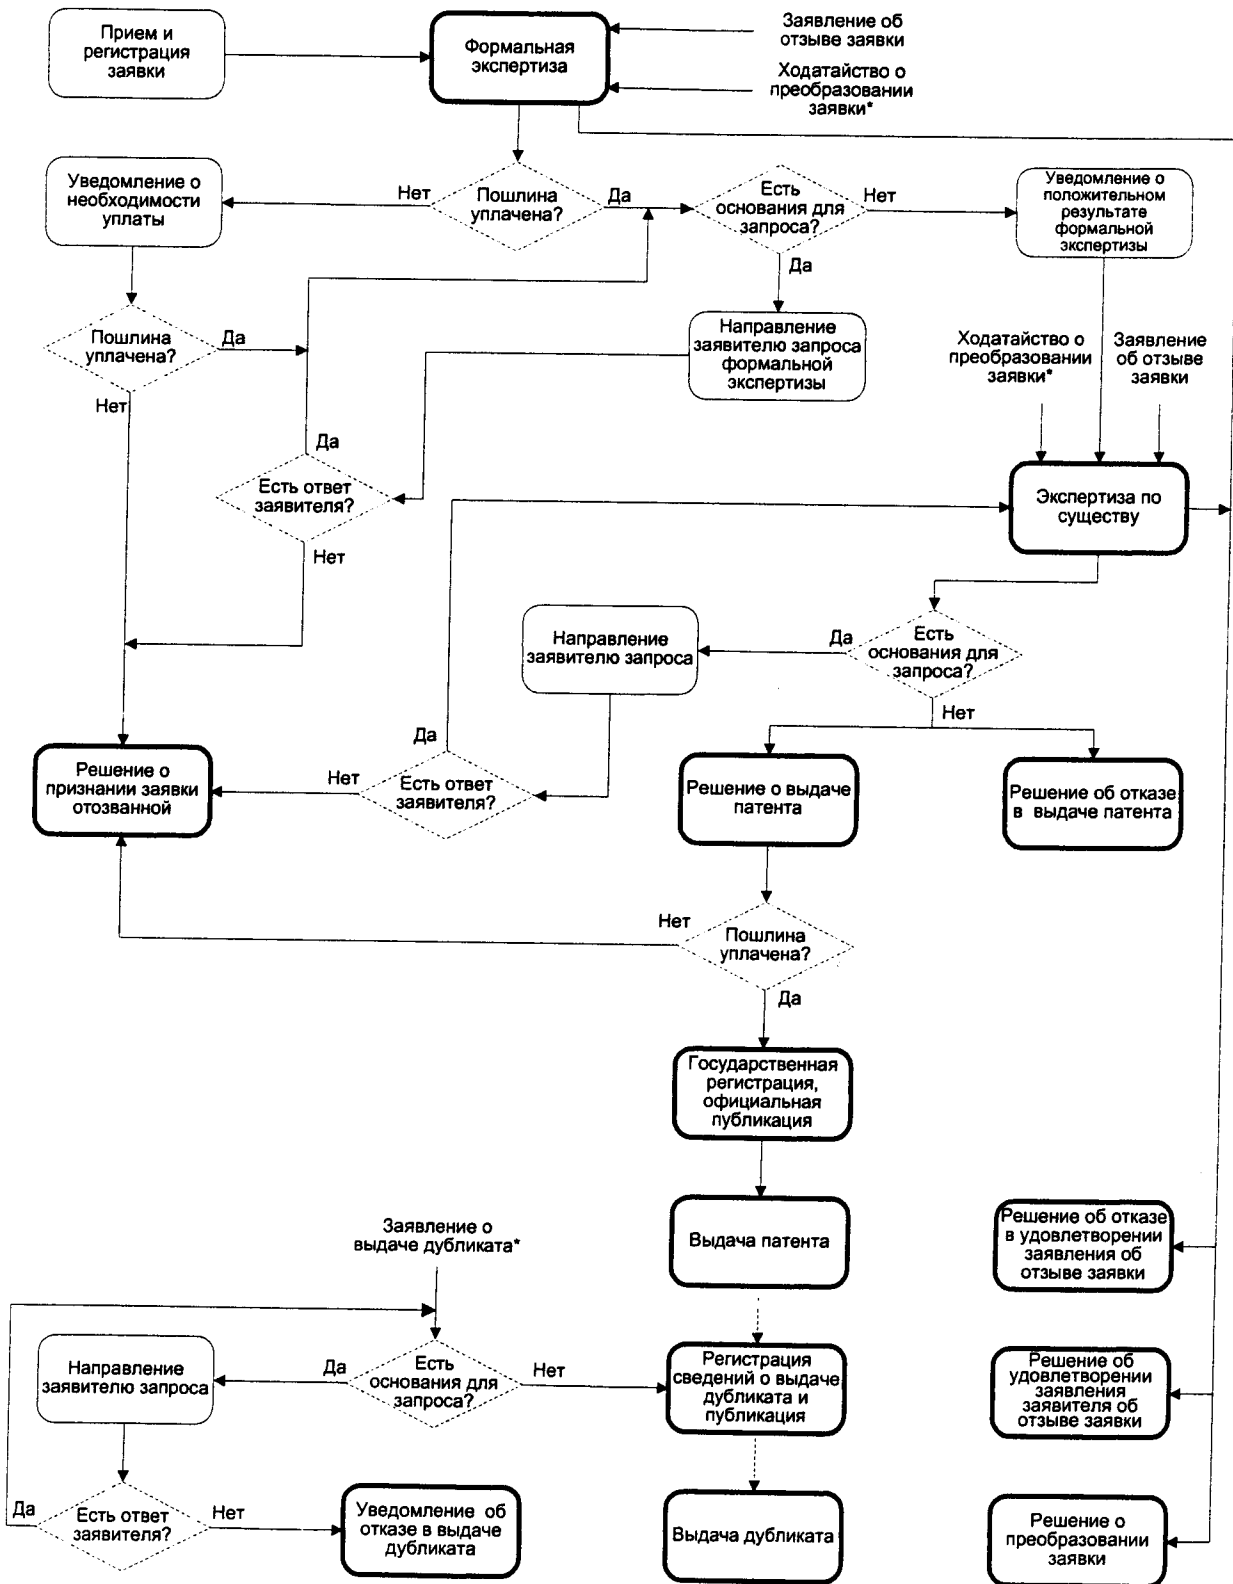 Прием и
регистрация
заявки
Формальная
экспертиза
Заявление об
отзыве заявки
Ходатайство о
преобразовании
заявки*
Уведомление о
необходимости
уплаты
Нет
Пошлина
уплачена?
Да
Есть
основания для
запроса?
Нет
Уведомление о
положительном
результате
формальной
экспертизы
Да
Пошлина
уплачена?
Да
Нет
Направление
заявителю запроса
формальной
экспертизы
Ходатайство о
преобразовании
заявки*
Заявление
об отзыве
заявки
Да
Есть ответ
заявителя?
Нет
Экспертиза по
существу
Направление
заявителю запроса
Да
Есть
основания для
запроса?
Нет
Решение о
признании заявки
отозванной
Нет
Да
Есть ответ
заявителя?
Решение о выдаче
патента
Решение об отказе
в выдаче патента
Нет
Пошлина
уплачена?
Да
Государственная
регистрация,
официальная
публикация
Заявление о
выдаче дубликата*
Выдача патента
Решение об отказе
в удовлетворении
заявления об
отзыве заявки
Направление
заявителю запроса
Да
Есть
основания для
запроса?
Нет
Регистрация
сведений о выдаче
дубликата и
публикация
Решение об
удовлетворении
заявления
заявителя об
отзыве заявки
Да
Есть ответ
заявителя?
Нет
Уведомление об
отказе в выдаче
дубликата
Выдача дубликата
Решение о
преобразовании
заявки